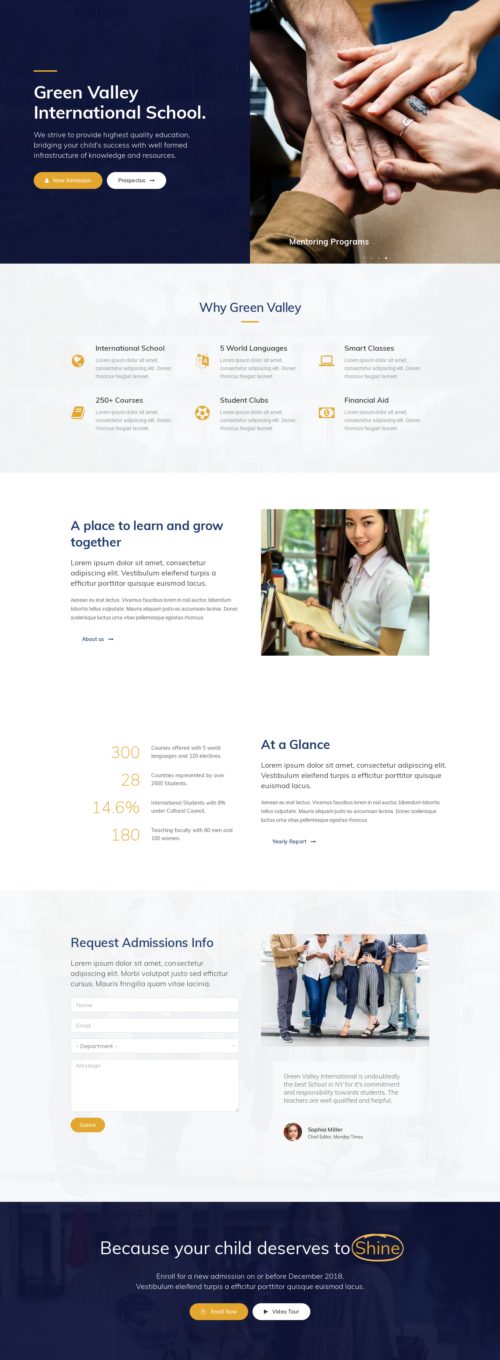 Green Valley
International School.
We strive to provide highest quality education,
bridging your child's success with well formed
infrastructure of knowledge and resources.
New Admission
Prospectus
Mentoring Programs
Why Green Valley
International School
Lorem ipsum dolor sit amet,
consectetur adipiscing elit. Donec
rhoncus feugiat laoreet.
5 World Languages
Lorem ipsum dolor sit amet,
consectetur adipiscing elit. Donec
rhoncus feugiat laoreet.
Smart Classes
Lorem ipsum dolor sit amet,
consectetur adipiscing elit. Donec
rhoncus feugiat laoreet.
250+ Courses
Lorem ipsum dolor sit amet,
consectetur adipiscing elit. Donec
rhoncus feugiat laoreet.
Student Clubs
Lorem ipsum dolor sit amet,
consectetur adipiscing elit. Donec
rhoncus feugiat laoreet.
Financial Aid
Lorem ipsum dolor sit amet,
consectetur adipiscing elit. Donec
rhoncus feugiat laoreet.
A place to learn and grow
together
Lorem ipsum dolor sit amet, consectetur
adipiscing elit. Vestibulum eleifend turpis a
efficitur porttitor quisque euismod lacus.
Aenean eu erat lectus. Vivamus faucibus lorem in nisl auctor, bibendum
lobortis tellus vulputate. Mauris aliquam justo eu accumsan lacinia. Donec
scelerisque luctus urna vitae pellentesque egestas rhoncus.
About us
300
Courses offered with 5 world
languages and 120 electives.
28
Countries represented by over
2500 Students.
14.6%
International Students with 8%
under Cultural Council.
180
Teaching faculty with 80 men and
100 women.
At a Glance
Lorem ipsum dolor sit amet, consectetur adipiscing elit.
Vestibulum eleifend turpis a efficitur porttitor quisque
euismod lacus.
Aenean eu erat lectus. Vivamus faucibus lorem in nisl auctor, bibendum lobortis
tellus vulputate. Mauris aliquam justo eu accumsan lacinia. Donec scelerisque
luctus urna vitae pellentesque egestas rhoncus.
Yearly Report
Request Admissions Info
Lorem ipsum dolor sit amet, consectetur
adipiscing elit. Morbi volutpat justo sed efficitur
cursus. Mauris fringilla quam vitae lacinia.
Name
Email
- Department -
Message
Submit
Green Valley International is undoubtedly
the best School in NY for it's commitment
and responsibility towards students. The
teachers are well qualified and helpful.
Sophia Miller
Chief Editor, Monday Times
Because your child deserves to Shine
Enroll for a new admission on or before December 2018.
Vestibulum eleifend turpis a efficitur porttitor quisque euismod lacus.
Enroll Now
Video Tour